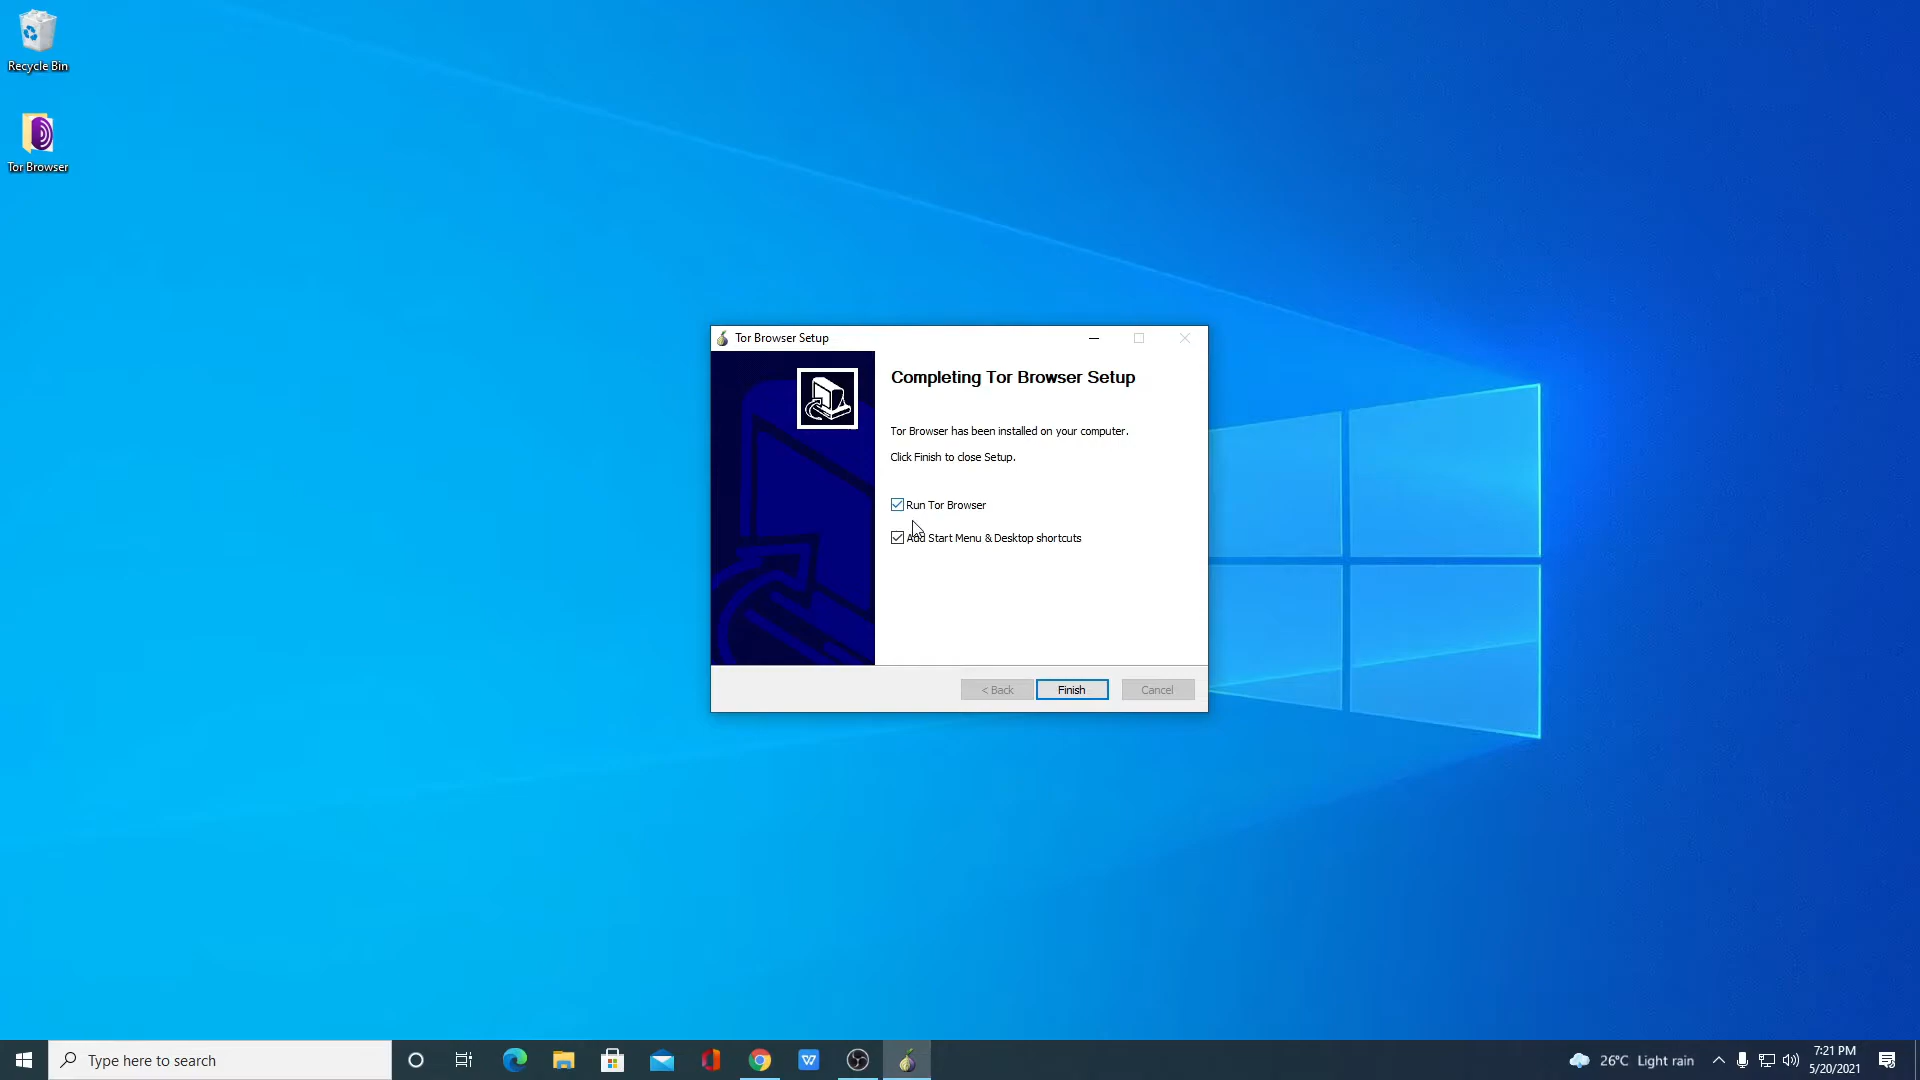 Recycle Bin
Tor Browser
Tor Browser Setup
Completing Tor Browser Setup
Tor Browser has been installed on your computer.
Click Finish to close Setup.
Run Tor Browser
Add Start Menu & Desktop shortcuts
< Back
Finish
Cancel
Type here to search
26°C Light rain
7:21 PM
5/20/2021